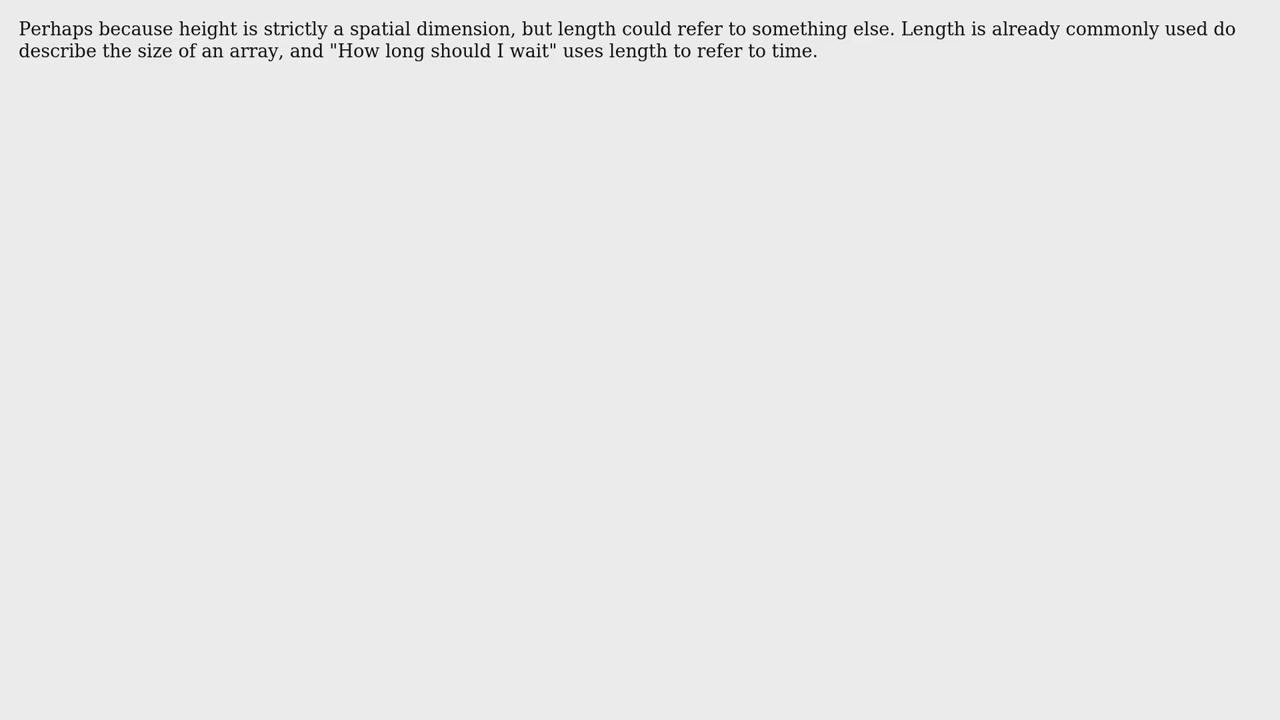 Perhaps because height is strictly a spatial dimension, but length could refer to something else. Length is already commonly used do
describe the size of an array, and "How long should I wait" uses length to refer to time.